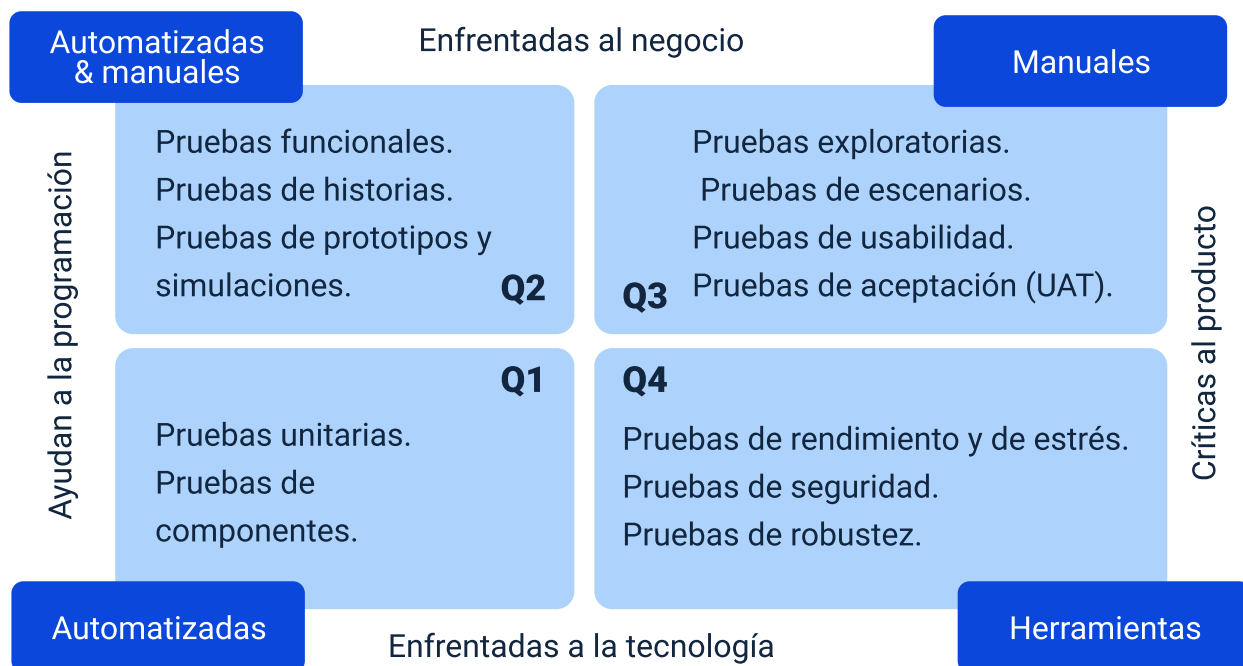 Automatizadas
& manuales
Enfrentadas al negocio
Manuales
Ayudan a la programación
Pruebas funcionales.
Pruebas de historias.
Pruebas de prototipos y
simulaciones.
Q2
Pruebas exploratorias.
Pruebas de escenarios.
Pruebas de usabilidad.
Pruebas de aceptación (UAT).
Q3
Críticas al producto
Q1
Pruebas unitarias.
Pruebas de
componentes.
Q4
Pruebas de rendimiento y de estrés.
Pruebas de seguridad.
Pruebas de robustez.
Automatizadas
Enfrentadas a la tecnología
Herramientas